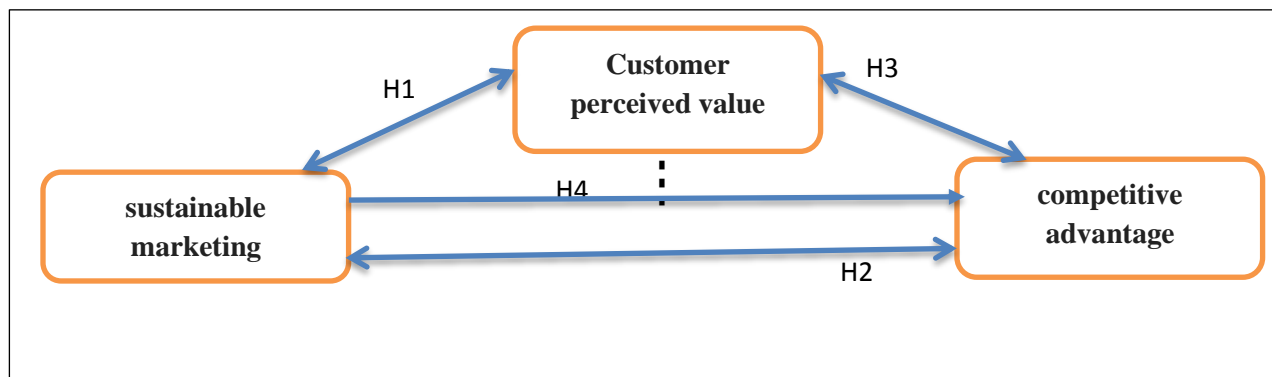 Customer
perceived value
H1
H3
sustainable
marketing
H4
competitive
advantage
H2